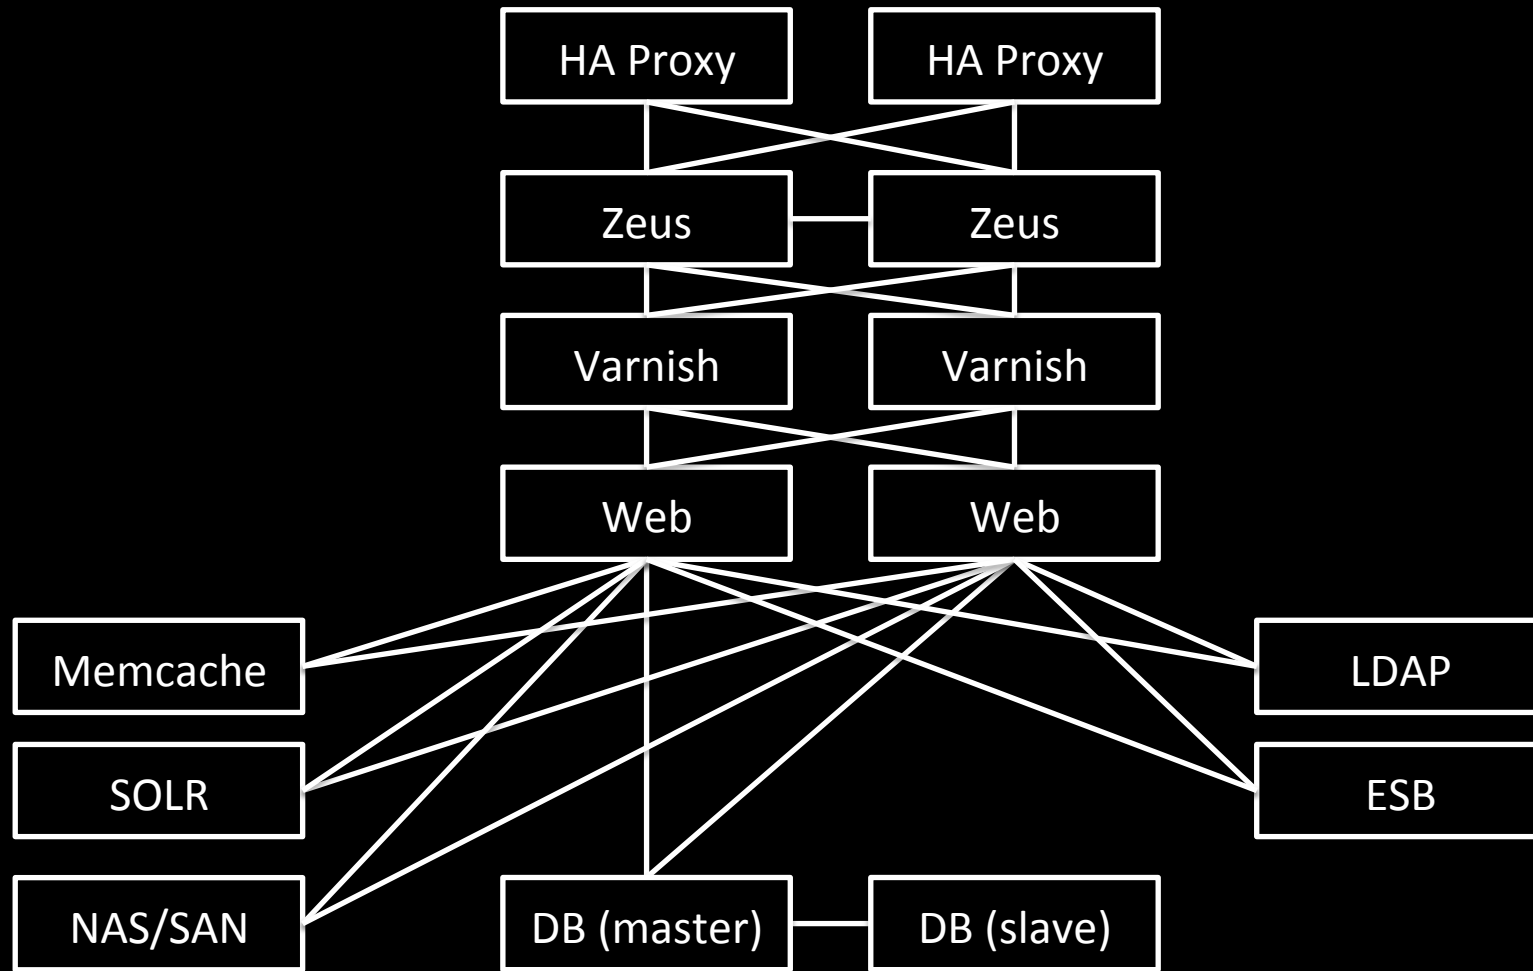 HA Proxy
HA Proxy
Zeus
Zeus
Varnish
Varnish
Web
Web
Memcache
LDAP
SOLR
ESB
NAS/SAN
DB (master)
DB (slave)